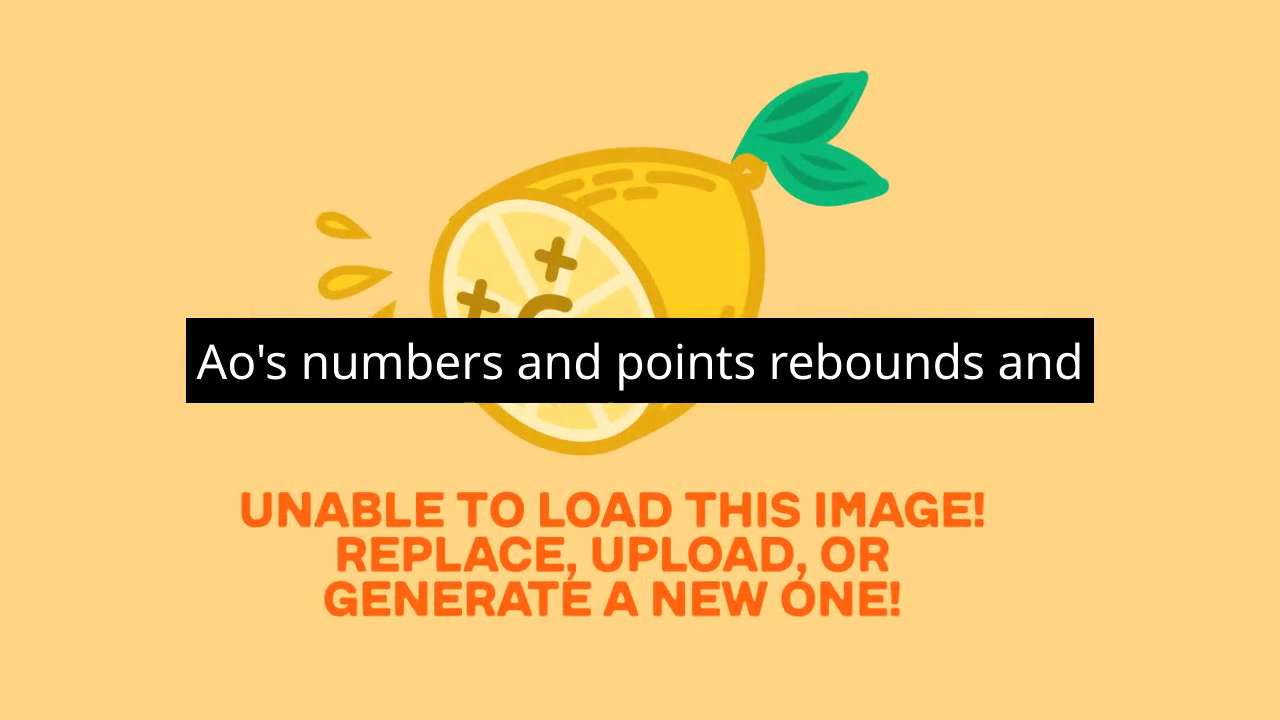 Ao's numbers and points rebounds and
UNABLE TO LOAD THIS IMAGE!
REPLACE, UPLOAD, OR
GENERATE A NEW ONE!